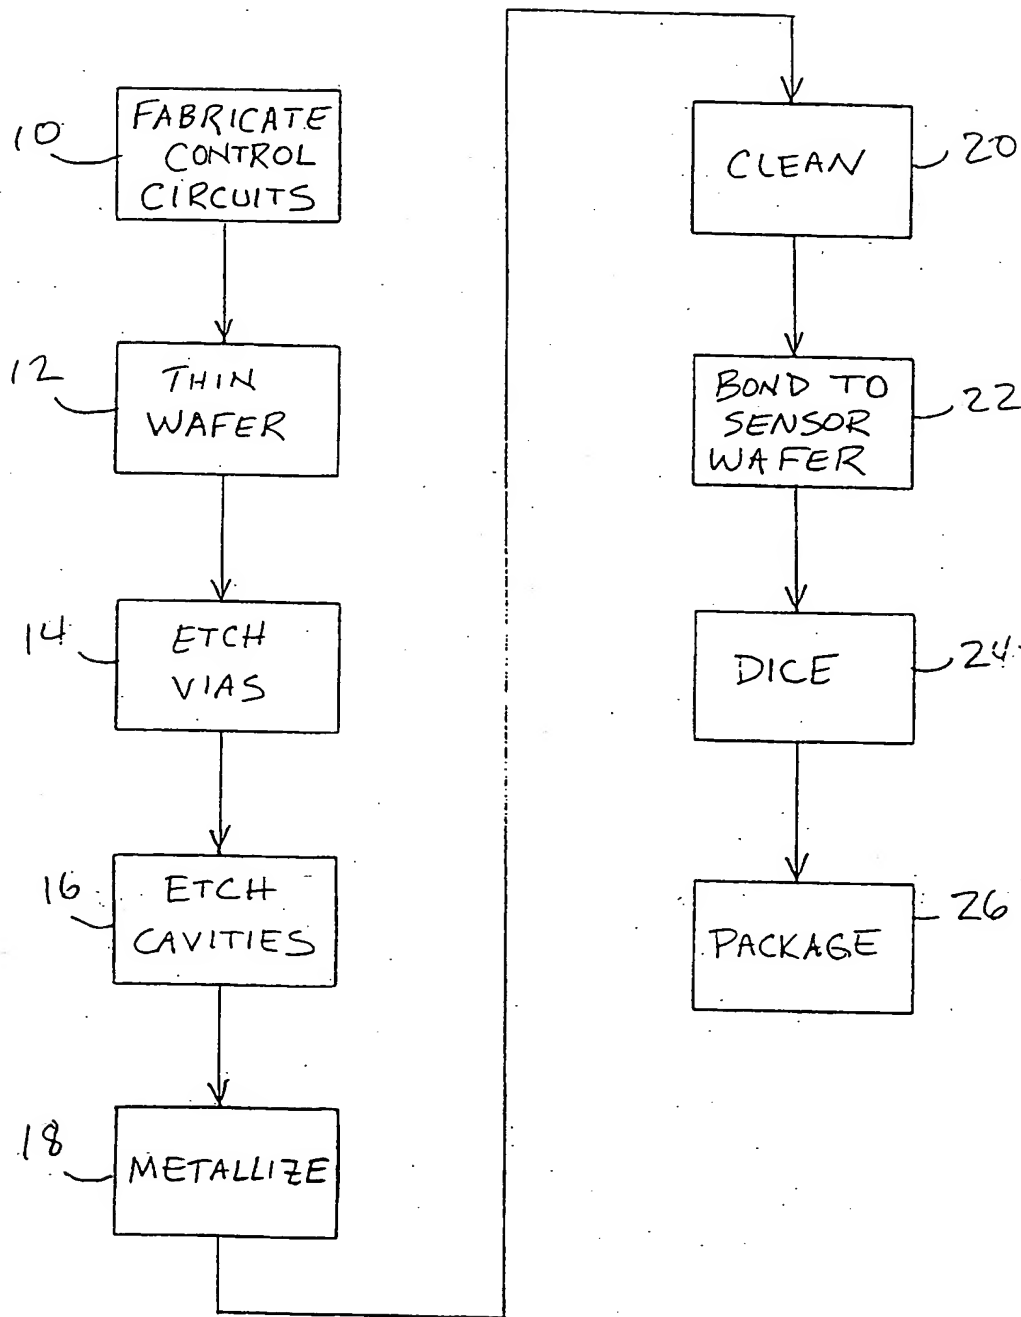 10
FABRICATE
CONTROL
CIRCUITS
12
THIN
WAFER
14
ETCH
VIAS
16
ETCH
CAVITIES
18
METALLIZE
CLEAN
20
BOND TO
SENSOR
WAFER
22
DICE
24
PACKAGE
26